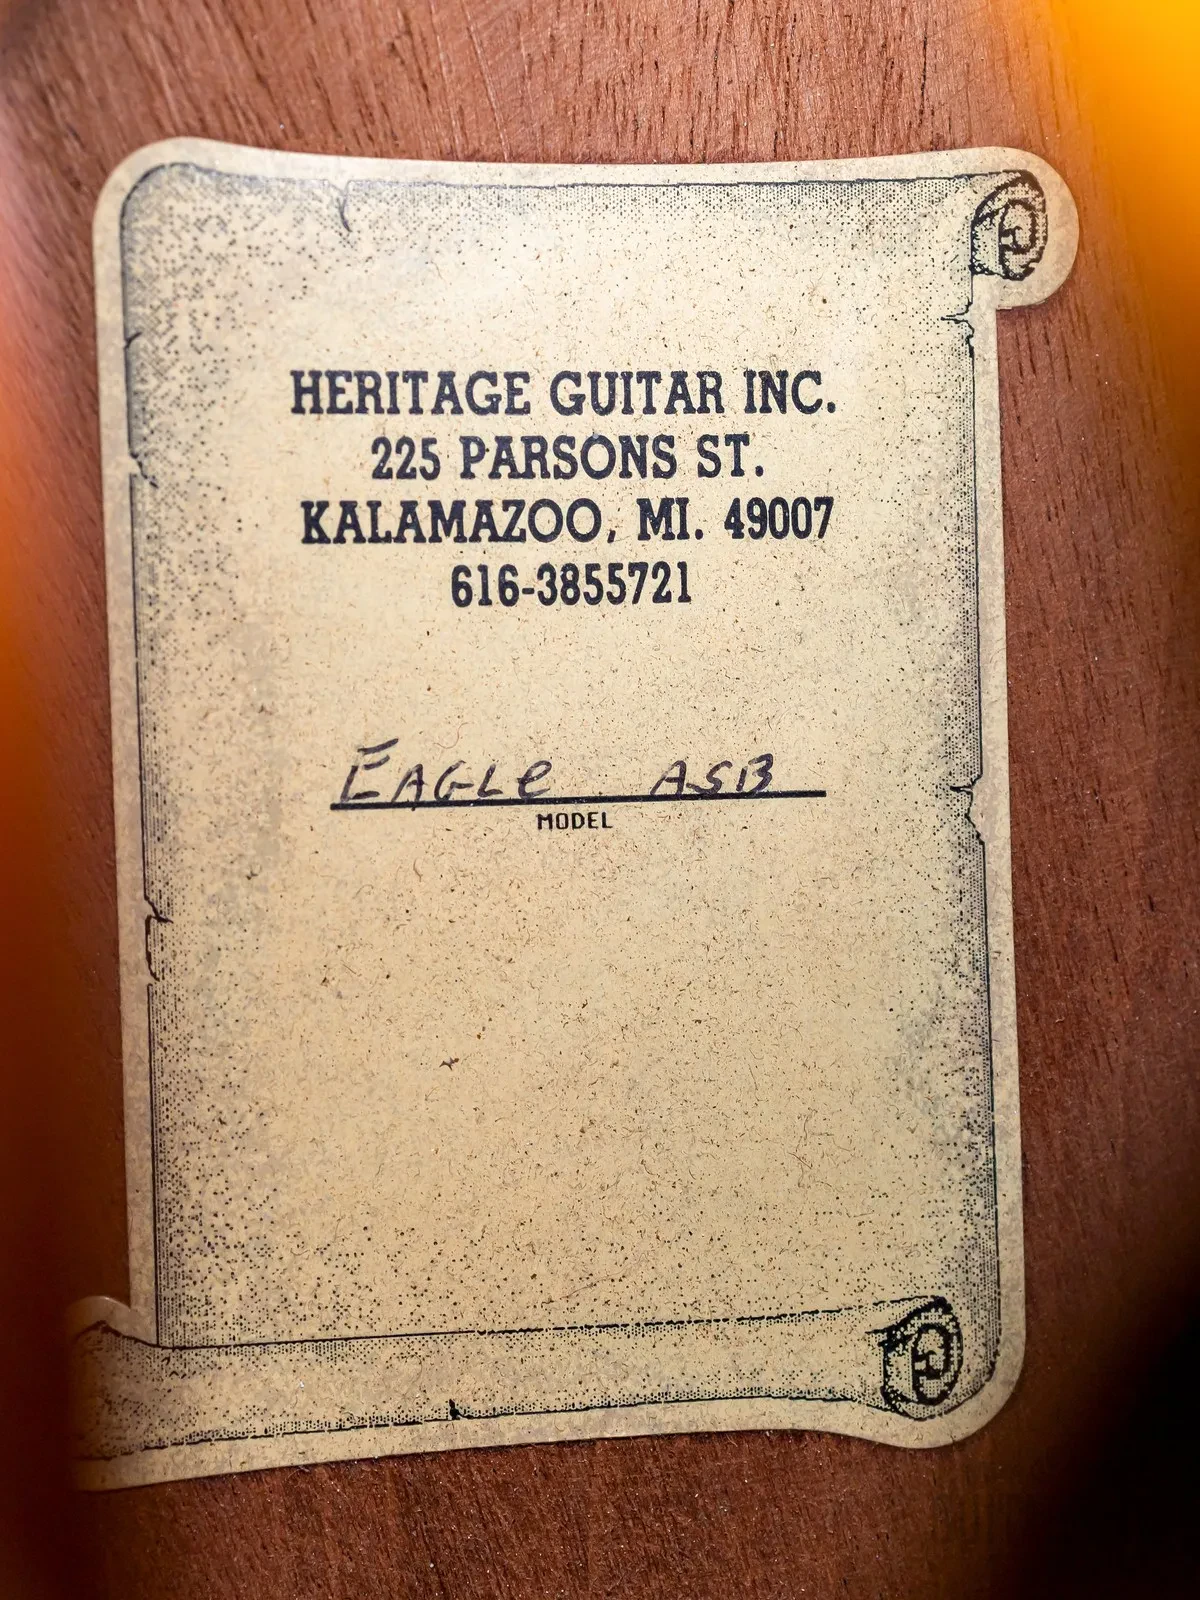 HERITAGE GUITAR INC.
225 PARSONS ST.
KALAMAZOO, MI. 49007
616-3855721
EAGLe ASB
MODEL